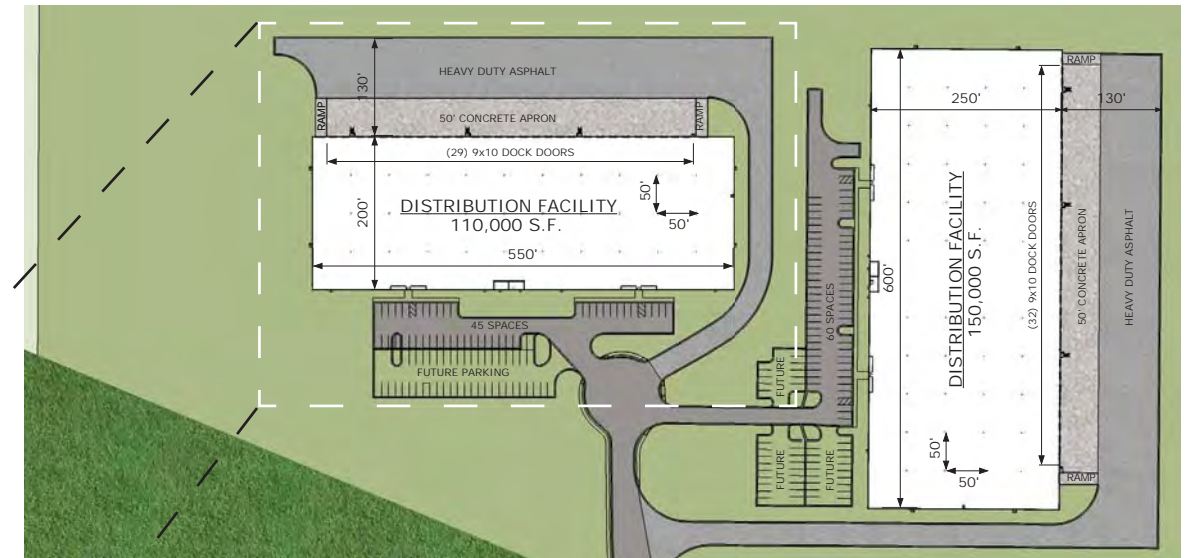 HEAVY DUTY ASPHALT
130'
RAMP
50' CONCRETE APRON
RAMP
(29) 9x10 DOCK DOORS
200'
DISTRIBUTION FACILITY
110,000 S.F.
50'
50'
550'
45 SPACES
FUTURE PARKING
60 SPACES
FUTURE
FUTURE
FUTURE
RAMP
250'
130'
600'
DISTRIBUTION FACILITY
150,000 S.F.
(32) 9x10 DOCK DOORS
50' CONCRETE APRON
HEAVY DUTY ASPHALT
50'
50'
RAMP